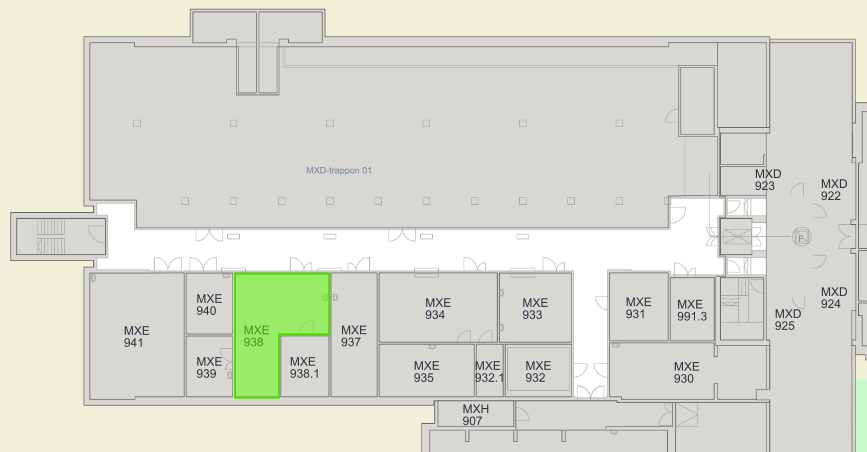 MXD-trappon 01
MXD
923
MXD
922
MXE
940
MXE
934
MXE
933
MXE
931
MXE
991.3
MXD
924
MXD
925
MXE
941
MXE
938
MXE
937
MXE
939
MXE
938.1
MXE
935
MXE
932.1
MXE
932
MXE
930
MXH
907